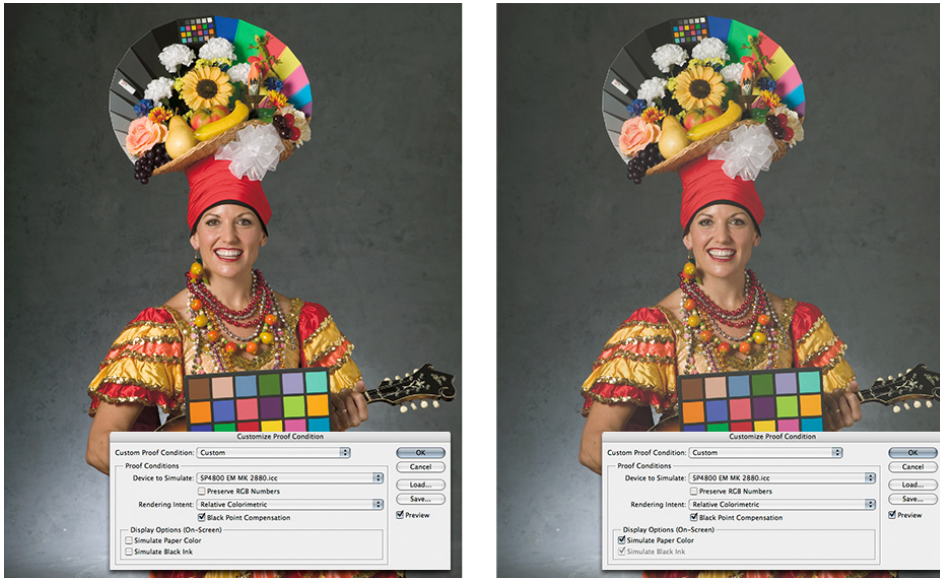 Customize Proof Condition
Custom Proof Condition: Custom
OK
Proof Conditions
Cancel
Device to Simulate: SP4800 EM MK 2880.icc
Load...
Preserve RGB Numbers
Save...
Rendering Intent: Relative Colorimetric
Black Point Compensation
Preview
Display Options (On-Screen)
Simulate Paper Color
Simulate Black Ink
Customize Proof Condition
Custom Proof Condition: Custom
OK
Proof Conditions
Cancel
Device to Simulate: SP4800 EM MK 2880.icc
Load...
Preserve RGB Numbers
Save...
Rendering Intent: Relative Colorimetric
Black Point Compensation
Preview
Display Options (On-Screen)
Simulate Paper Color
Simulate Black Ink